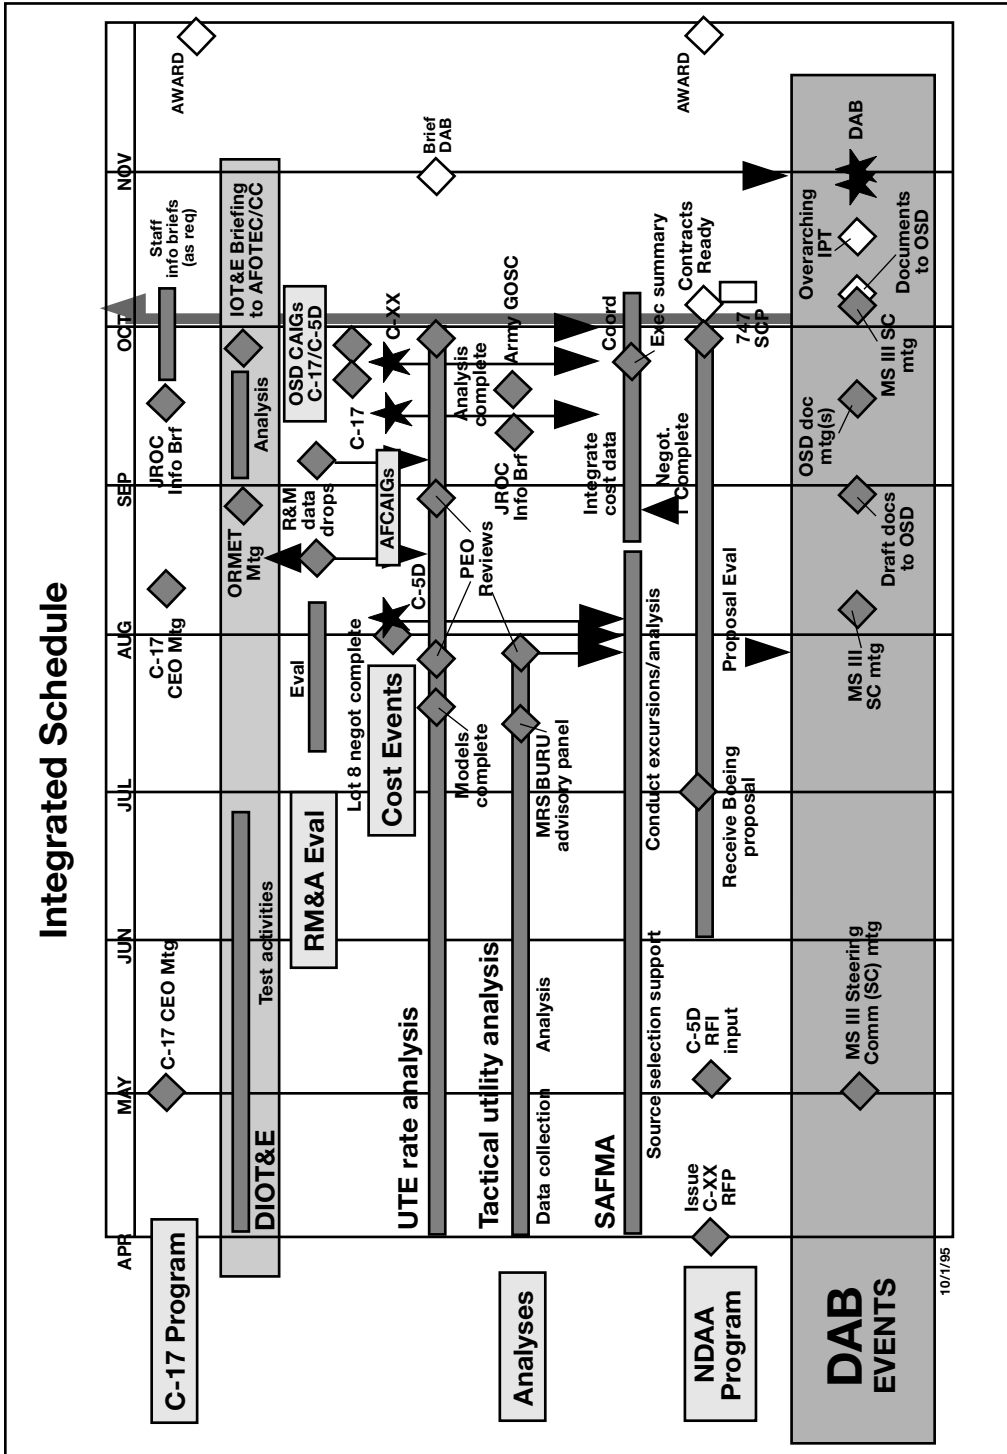 Integrated Schedule
APR
MAY
JUN
JUL
AUG
SEP
OCT
NOV
C-17 Program
C-17 CEO Mtg
C-17
CEO Mtg
JROC
Info Brf
Staff
info briefs
(as req)
AWARD
DIOT&E
Test activities
ORMET
Mtg
Analysis
IOT&E Briefing
to AFOTEC/CC
RM&A Eval
Eval
R&M
data
drops
OSD CAIGs
C-17/C-5D
Cost Events
Lot 8 negot complete
C-5D
AFCAIGs
C-17
C-XX
UTE rate analysis
Models
complete
PEO
Reviews
Analysis
complete
Brief
DAB
Analyses
Tactical utility analysis
Data collection
Analysis
MRS BURU
advisory panel
JROC
Info Brf
Army GOSC
SAFMA
Source selection support
Conduct excursions/analysis
Integrate
cost data
Coord
Exec summary
NDAA
Program
Issue
C-XX
RFP
C-5D
RFI
input
Receive Boeing
proposal
Proposal Eval
Negot.
Complete
Contracts
Ready
747
SCP
AWARD
DAB
EVENTS
MS III Steering
Comm (SC) mtg
MS III
SC mtg
Draft docs
to OSD
OSD doc
mtg(s)
MS III SC
mtg
Overarching
IPT
Documents
to OSD
DAB
10/1/95